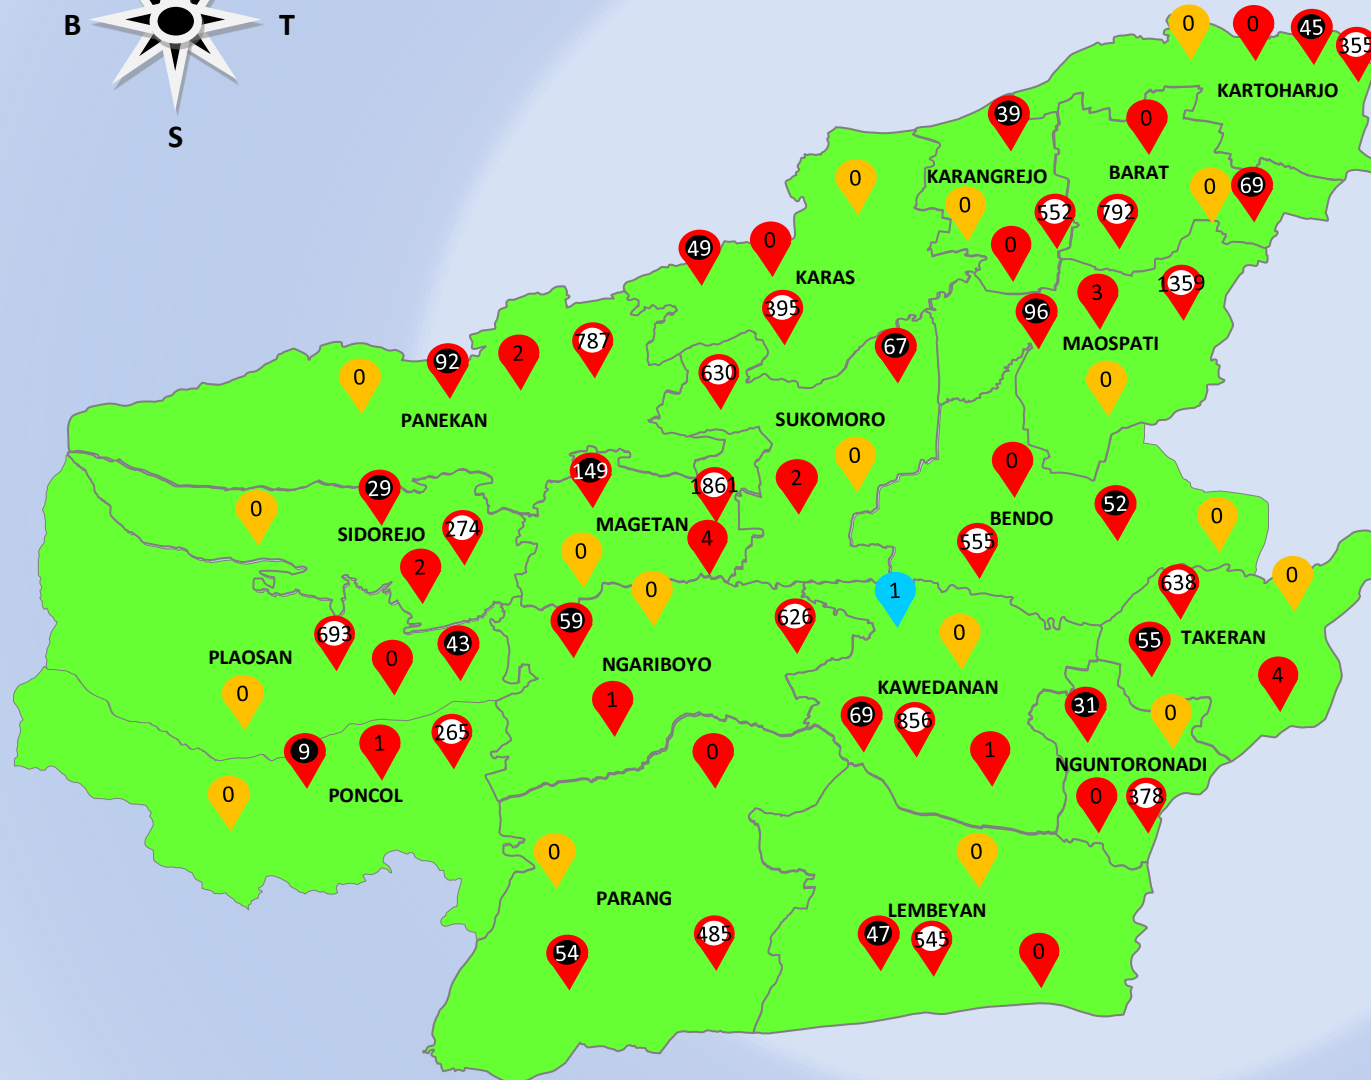 B T
S
0 0 45 355
KARTOHARJO
39 0
KARANGREJO BARAT
0 0 0 69
552 792
49 0 0
KARAS
395
96 3 1359
MAOSPATI
67
0
92 2 787
0
PANEKAN
630
SUKOMORO
0
149 1861 2
0
29
0
SIDOREJO 274
MAGETAN
0 4
2
BENDO 52
0
555
1
638 0
59 0 626
0
55 TAKERAN
693 0 43
PLAOSAN
0
NGARIBOYO
1
KAWEDANAN
69 856
1
31 0
4
NGUNTORONADI
0 378
9 1 265
0
PONCOL
0
0
0
PARANG
54 485
LEMBEYAN
47 545 0